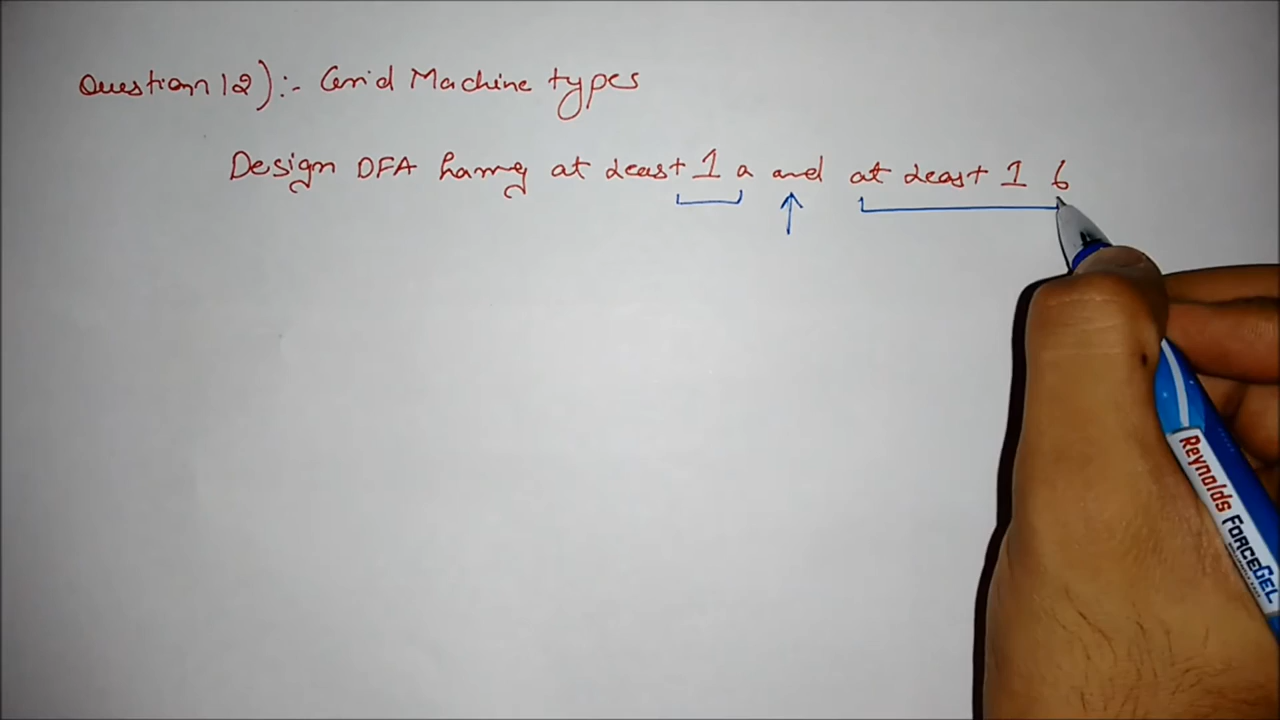 Question 12):- Grid Machine types
Design DFA having at least 1 a and at least 1 b
Reynolds FORCEGEL